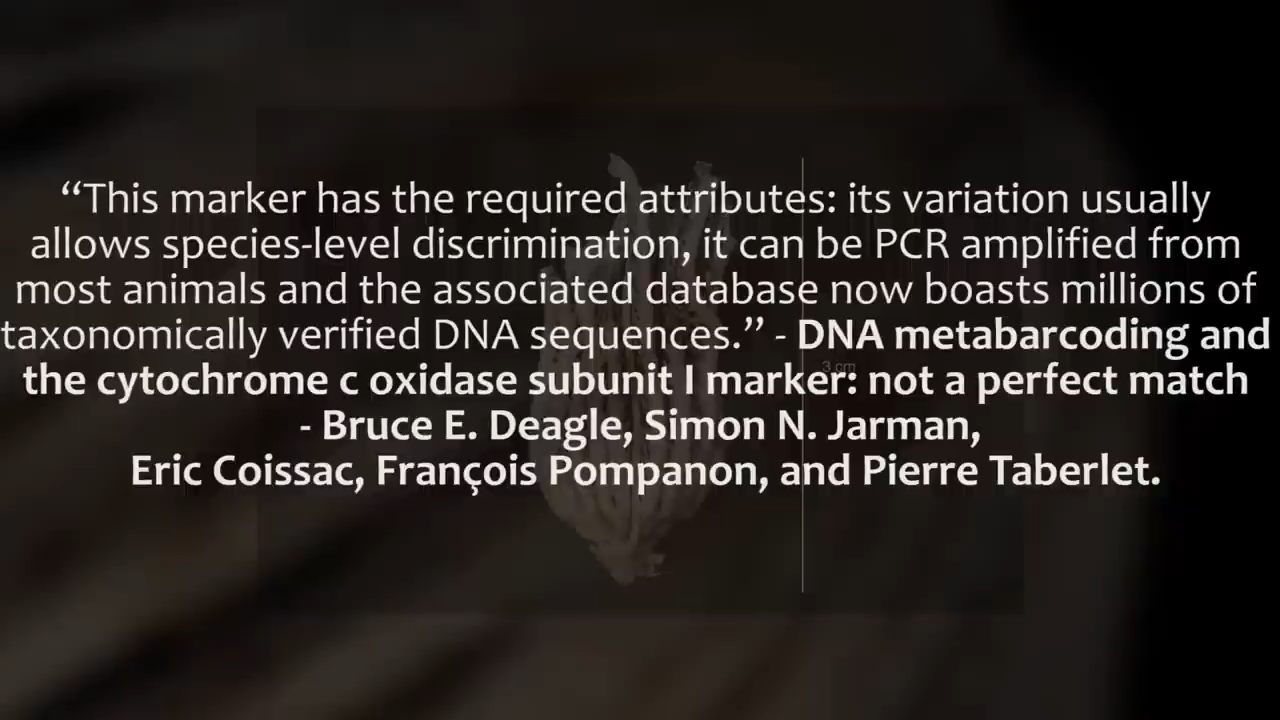 “This marker has the required attributes: its variation usually
allows species-level discrimination, it can be PCR amplified from
most animals and the associated database now boasts millions of
taxonomically verified DNA sequences.” - DNA metabarcoding and
the cytochrome c oxidase subunit I marker: not a perfect match
3 cm
- Bruce E. Deagle, Simon N. Jarman,
Eric Coissac, François Pompanon, and Pierre Taberlet.